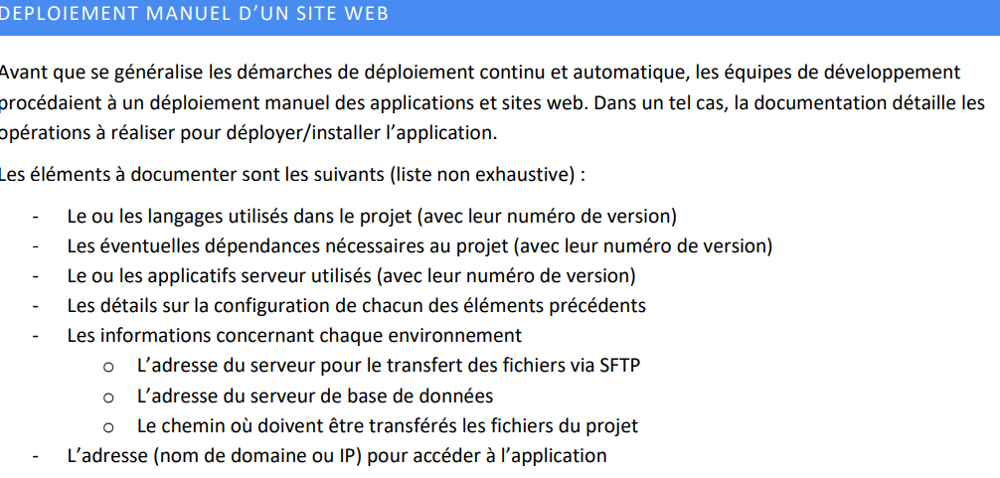 DEPLOIEMENT MANUEL D’UN SITE WEB
Avant que se généralise les démarches de déploiement continu et automatique, les équipes de développement
procédaient à un déploiement manuel des applications et sites web. Dans un tel cas, la documentation détaille les
opérations à réaliser pour déployer/installer l’application.
Les éléments à documenter sont les suivants (liste non exhaustive) :
- Le ou les langages utilisés dans le projet (avec leur numéro de version)
- Les éventuelles dépendances nécessaires au projet (avec leur numéro de version)
- Le ou les applicatifs serveur utilisés (avec leur numéro de version)
- Les détails sur la configuration de chacun des éléments précédents
- Les informations concernant chaque environnement
o L’adresse du serveur pour le transfert des fichiers via SFTP
o L’adresse du serveur de base de données
o Le chemin où doivent être transférés les fichiers du projet
- L’adresse (nom de domaine ou IP) pour accéder à l’application